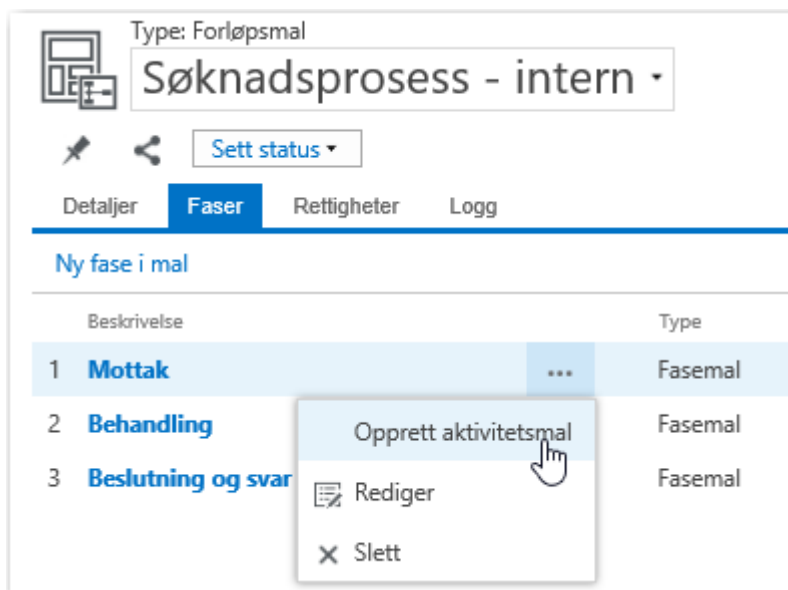 Type: Forløpsmal
Søknadsprosess - intern
Sett status
Detaljer Faser Rettigheter Logg
Ny fase i mal
Beskrivelse Type
1 Mottak ... Fasemal
2 Behandling Fasemal
Opprett aktivitetsmal
3 Beslutning og svar Fasemal
Rediger
Slett